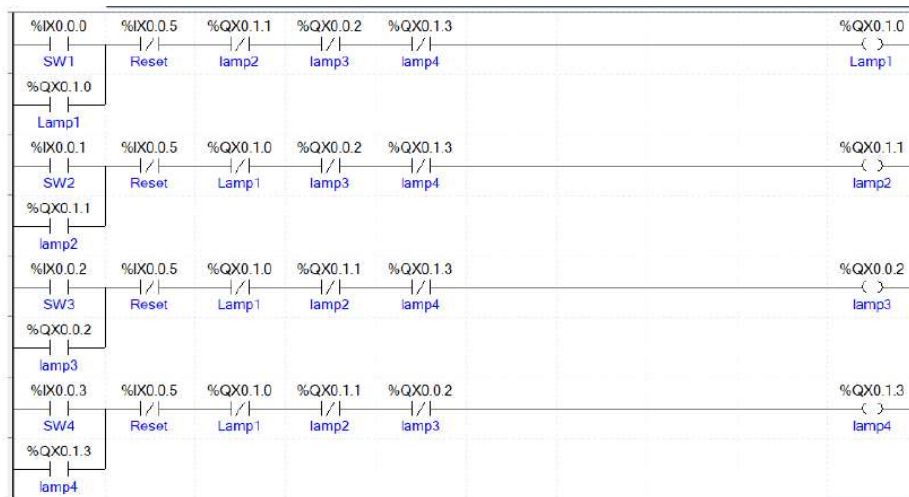 %IX0.0.0 %IX0.0.5 %QX0.1.1 %QX0.0.2 %QX0.1.3 %QX0.1.0
SW1 Reset lamp2 lamp3 lamp4 Lamp1
%QX0.1.0
Lamp1
%IX0.0.1 %IX0.0.5 %QX0.1.0 %QX0.0.2 %QX0.1.3 %QX0.1.1
SW2 Reset Lamp1 lamp3 lamp4 lamp2
%QX0.1.1
lamp2
%IX0.0.2 %IX0.0.5 %QX0.1.0 %QX0.1.1 %QX0.1.3 %QX0.0.2
SW3 Reset Lamp1 lamp2 lamp4 lamp3
%QX0.0.2
lamp3
%IX0.0.3 %IX0.0.5 %QX0.1.0 %QX0.1.1 %QX0.0.2 %QX0.1.3
SW4 Reset Lamp1 lamp2 lamp3 lamp4
%QX0.1.3
lamp4